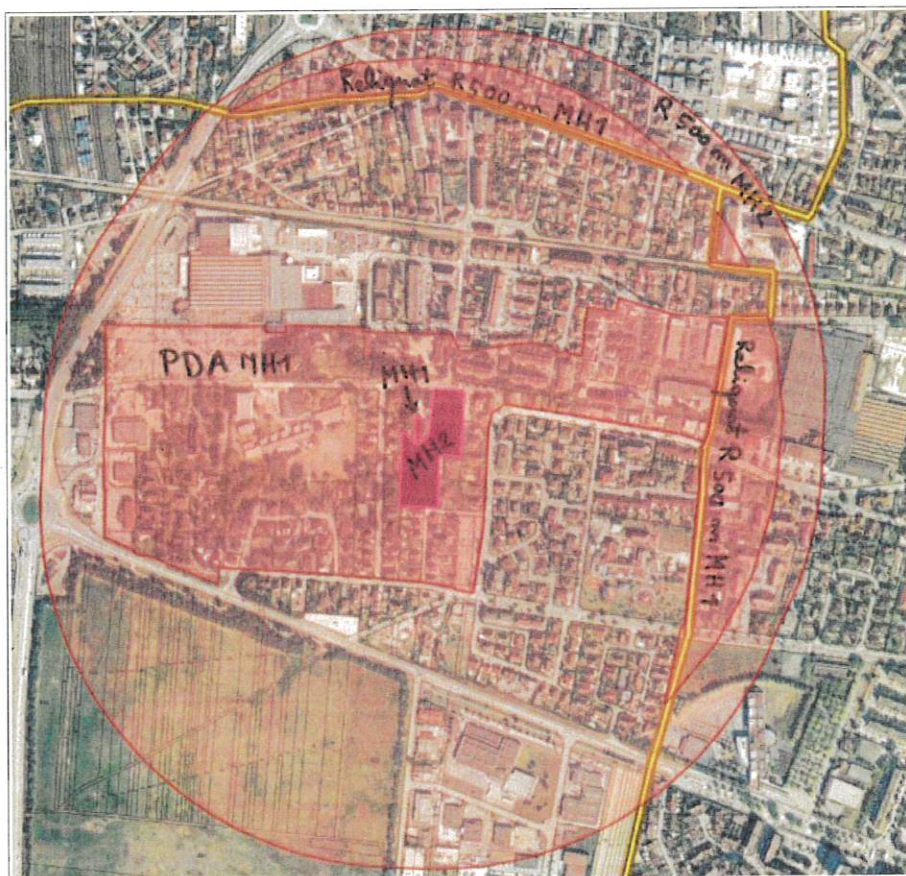 Reliquat R 500 m MH1
R 500 m MH2
PDA MH1
MH1
MH2
Reliquat R 500 m MH1